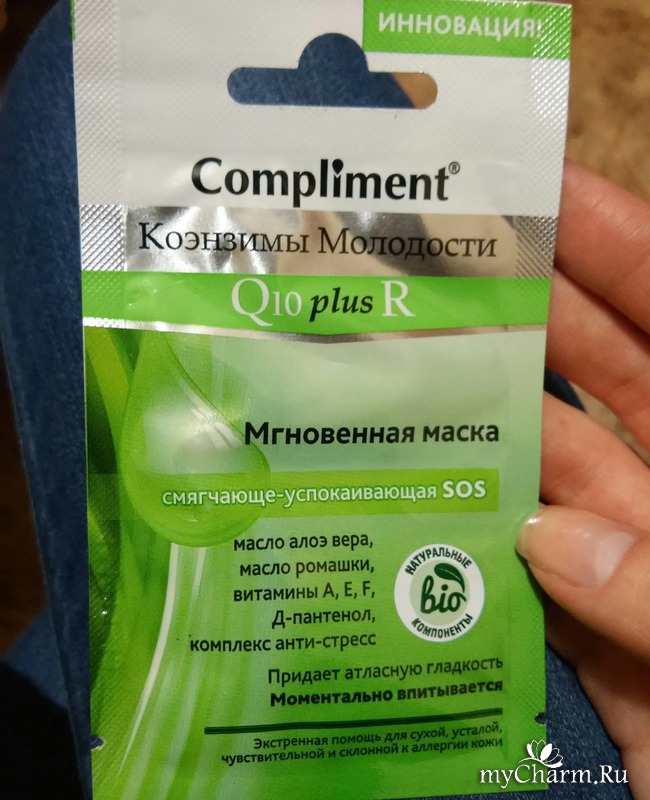 ИННОВАЦИЯ!
Compliment®
Коэнзимы Молодости
Q10 plus R
Мгновенная маска
смягчающе-успокаивающая SOS
масло алоэ вера,
масло ромашки,
витамины А, Е, F,
Д-пантенол,
комплекс анти-стресс
НАТУРАЛЬНЫЕ
bio
КОМПОНЕНТЫ
Придает атласную гладкость
Моментально впитывается
Экстренная помощь для сухой, усталой,
чувствительной и склонной к аллергии кожи
myCharm.Ru